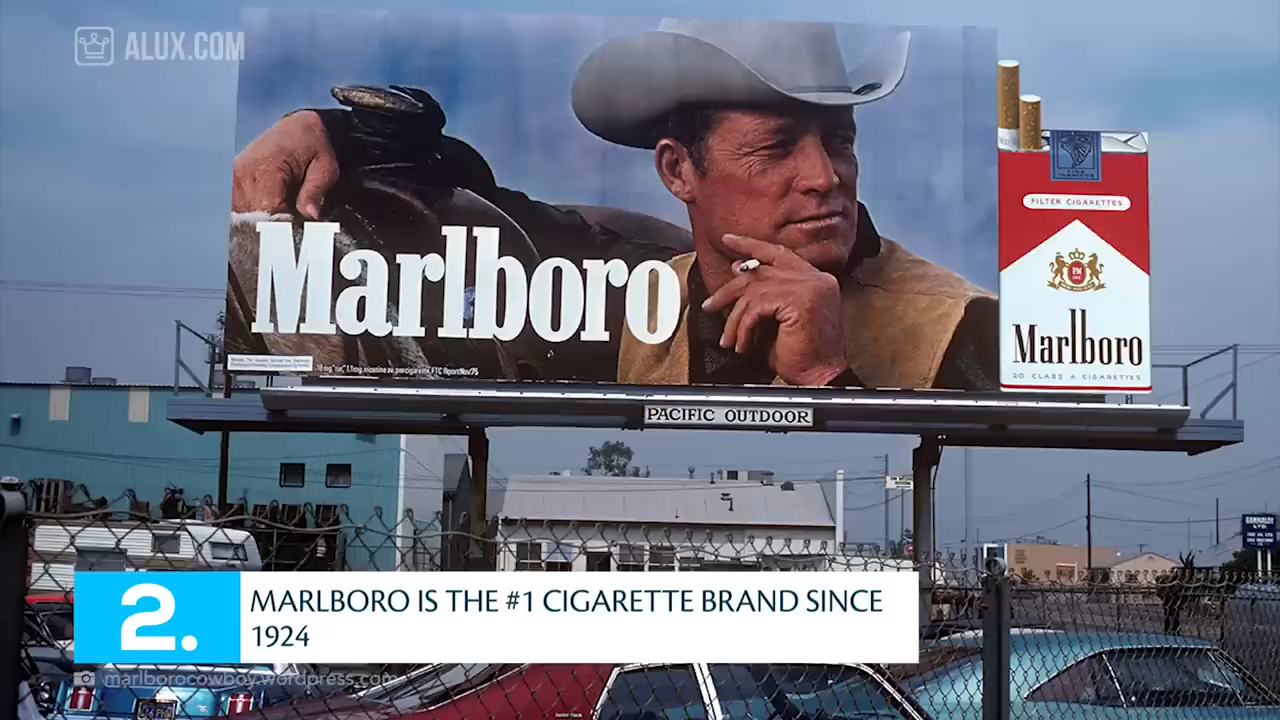 ALUX.COM
Marlboro
FILTER CIGARETTES
PM
Marlboro
20 CLASS A CIGARETTES
PACIFIC OUTDOOR
2.
MARLBORO IS THE #1 CIGARETTE BRAND SINCE
1924
marlborocowboy.wordpress.com